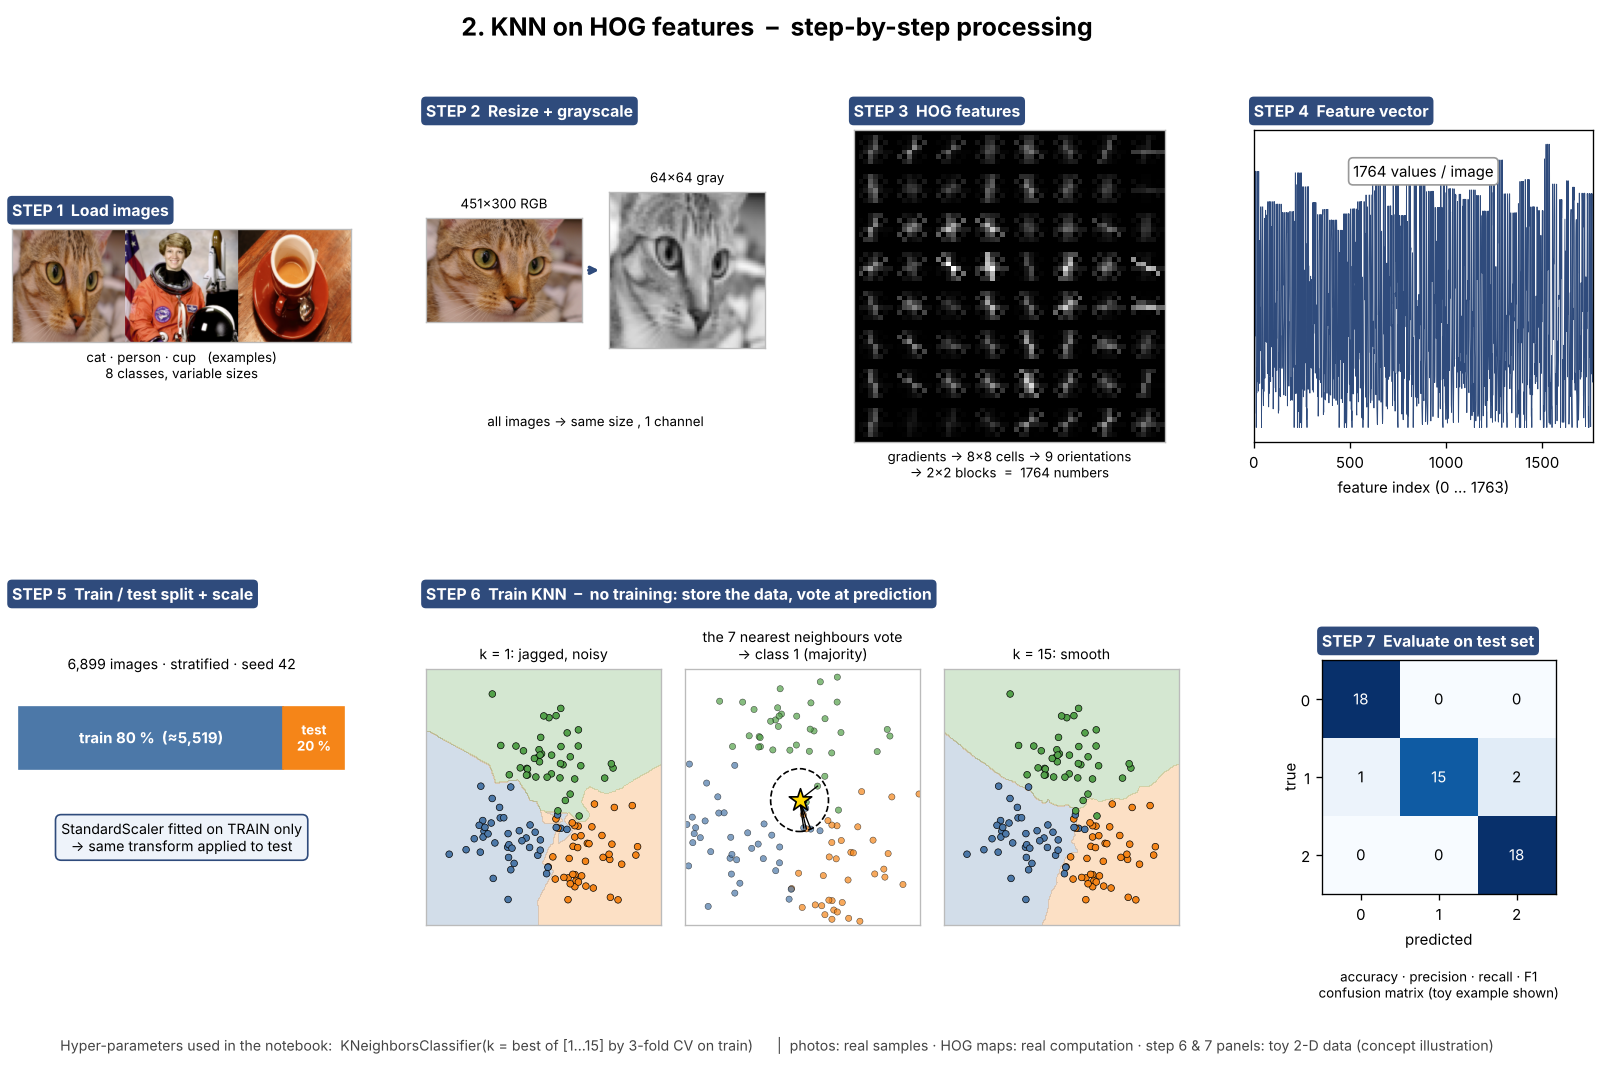 2. KNN on HOG features – step-by-step processing
STEP 1 Load images
cat · person · cup (examples)
8 classes, variable sizes
STEP 2 Resize + grayscale
451×300 RGB
64×64 gray
all images → same size , 1 channel
STEP 3 HOG features
gradients → 8×8 cells → 9 orientations
→ 2×2 blocks = 1764 numbers
STEP 4 Feature vector
1764 values / image
0 500 1000 1500
feature index (0 ... 1763)
STEP 5 Train / test split + scale
6,899 images · stratified · seed 42
train 80 % (≈5,519)
test
20 %
StandardScaler fitted on TRAIN only
→ same transform applied to test
STEP 6 Train KNN – no training: store the data, vote at prediction
k = 1: jagged, noisy
the 7 nearest neighbours vote
→ class 1 (majority)
k = 15: smooth
STEP 7 Evaluate on test set
true
0 18 0 0
1 1 15 2
2 0 0 18
0 1 2
predicted
accuracy · precision · recall · F1
confusion matrix (toy example shown)
Hyper-parameters used in the notebook: KNeighborsClassifier(k = best of [1...15] by 3-fold CV on train) | photos: real samples · HOG maps: real computation · step 6 & 7 panels: toy 2-D data (concept illustration)